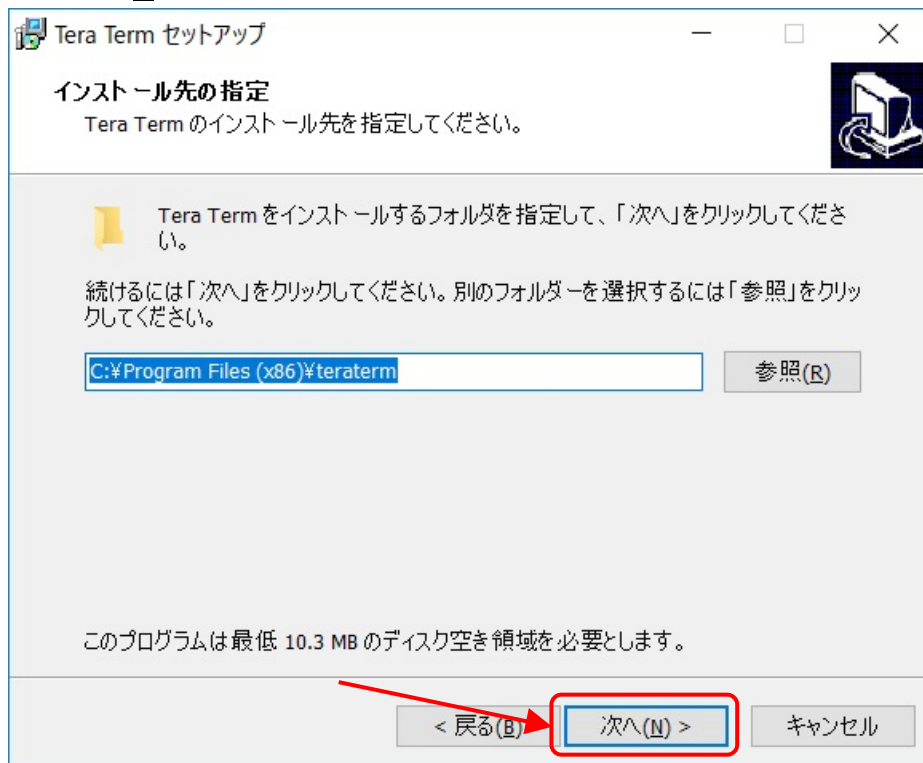 Tera Term セットアップ
インストール先の指定
Tera Term のインストール先を指定してください。
Tera Term をインストールするフォルダを指定して、「次へ」をクリックしてくださ
い。
続けるには「次へ」をクリックしてください。別のフォルダーを選択するには「参照」をクリッ
クしてください。
C:¥Program Files (x86)¥teraterm
参照(R)
このプログラムは最低 10.3 MB のディスク空き領域を必要とします。
< 戻る(B)
次へ(N) >
キャンセル